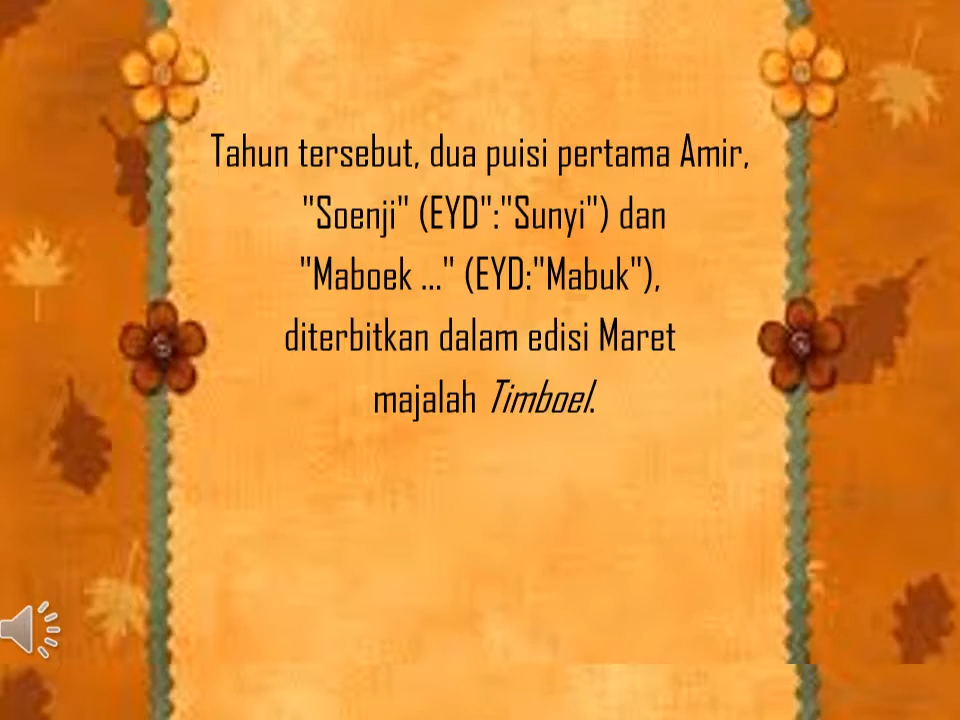 Tahun tersebut, dua puisi pertama Amir,
"Soenji" (EYD":"Sunyi") dan
"Maboek ..." (EYD:"Mabuk"),
diterbitkan dalam edisi Maret
majalah Timboel.